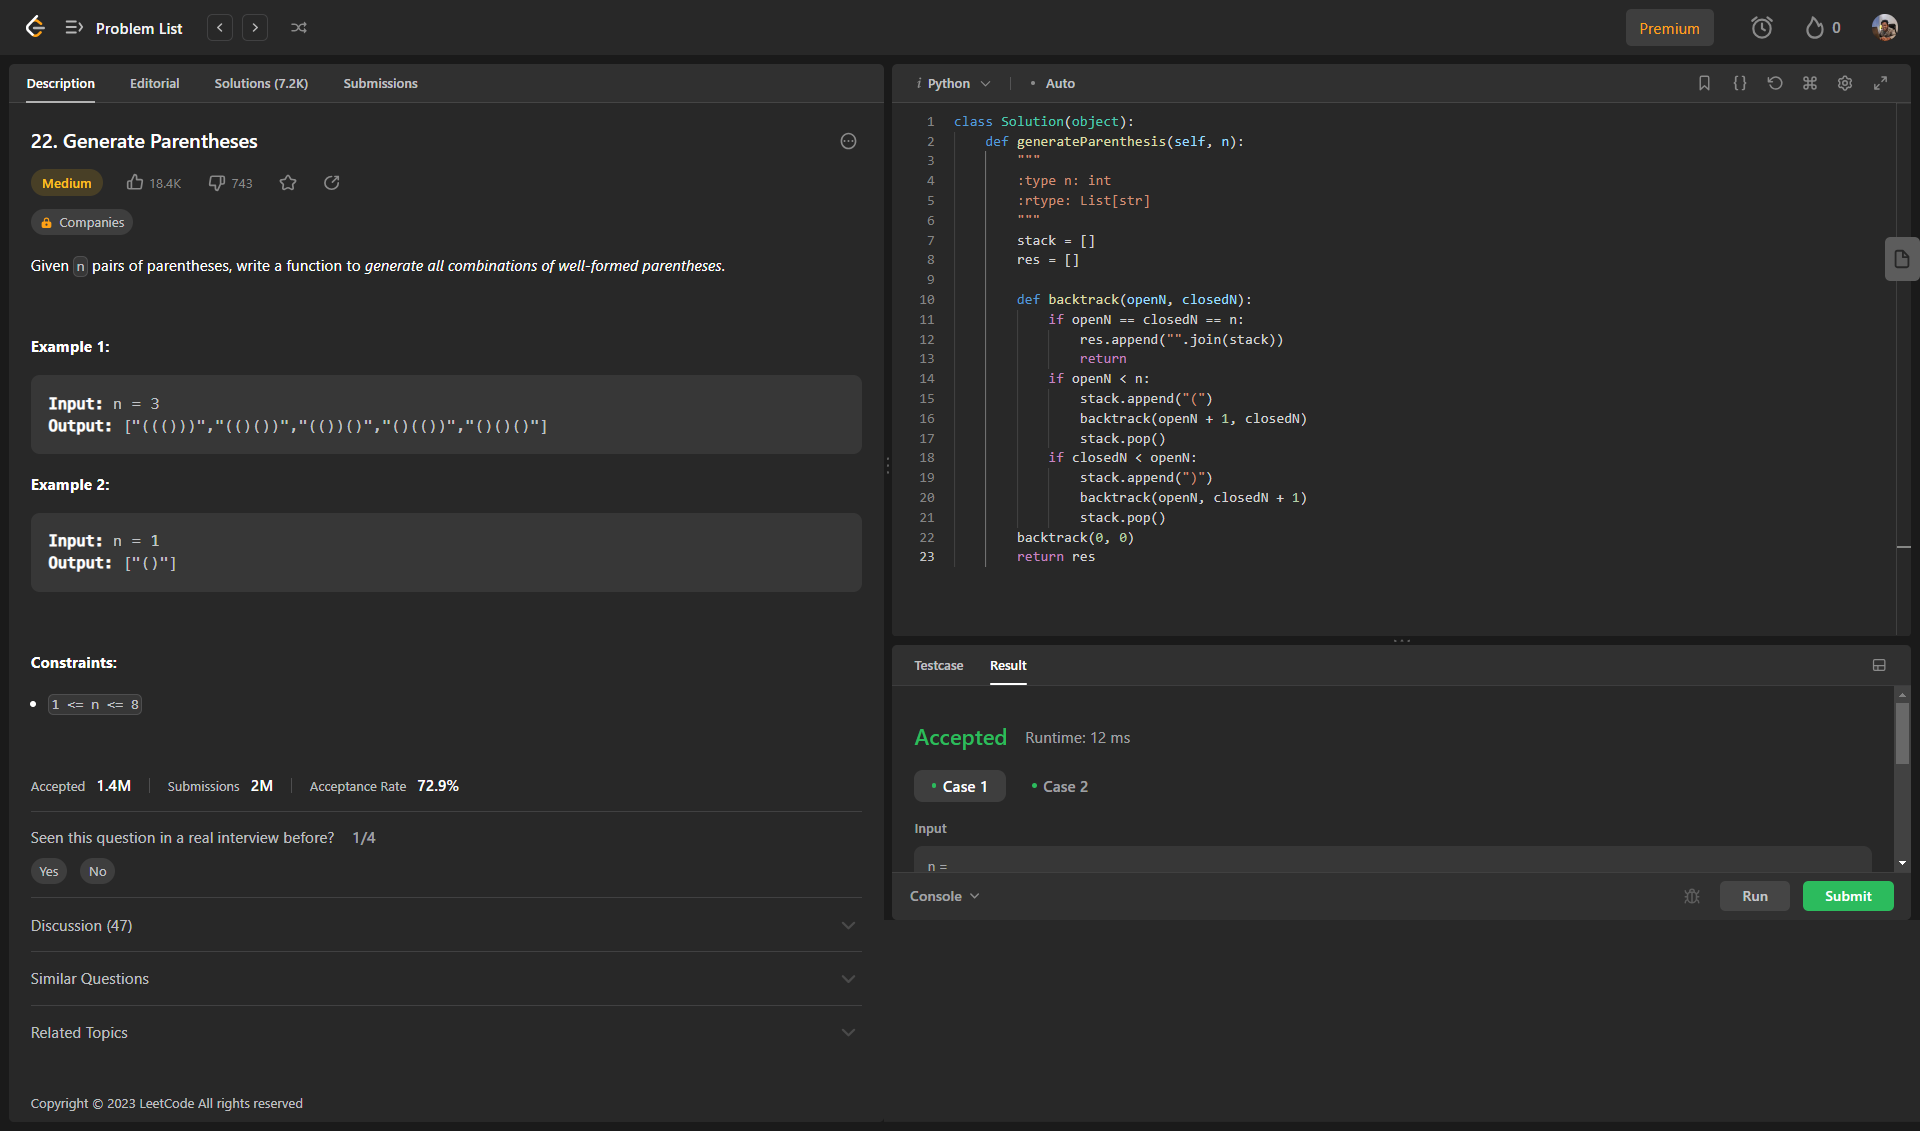 Problem List
Premium
0
Description Editorial Solutions (7.2K) Submissions
22. Generate Parentheses
Medium 18.4K 743
Companies
Given n pairs of parentheses, write a function to generate all combinations of well-formed parentheses.
Example 1:
Input: n = 3
Output: ["((()))","(()())","(())()","()(())","()()()"]
Example 2:
Input: n = 1
Output: ["()"]
Constraints:
1 <= n <= 8
Accepted 1.4M Submissions 2M Acceptance Rate 72.9%
Seen this question in a real interview before? 1/4
Yes No
Discussion (47)
Similar Questions
Related Topics
Copyright © 2023 LeetCode All rights reserved
i Python • Auto
1 class Solution(object):
2     def generateParenthesis(self, n):
3         """
4         :type n: int
5         :rtype: List[str]
6         """
7         stack = []
8         res = []
9
10         def backtrack(openN, closedN):
11             if openN == closedN == n:
12                 res.append("".join(stack))
13                 return
14             if openN < n:
15                 stack.append("(")
16                 backtrack(openN + 1, closedN)
17                 stack.pop()
18             if closedN < openN:
19                 stack.append(")")
20                 backtrack(openN, closedN + 1)
21                 stack.pop()
22         backtrack(0, 0)
23         return res
Testcase Result
Accepted Runtime: 12 ms
• Case 1 • Case 2
Input
n =
Console Run Submit